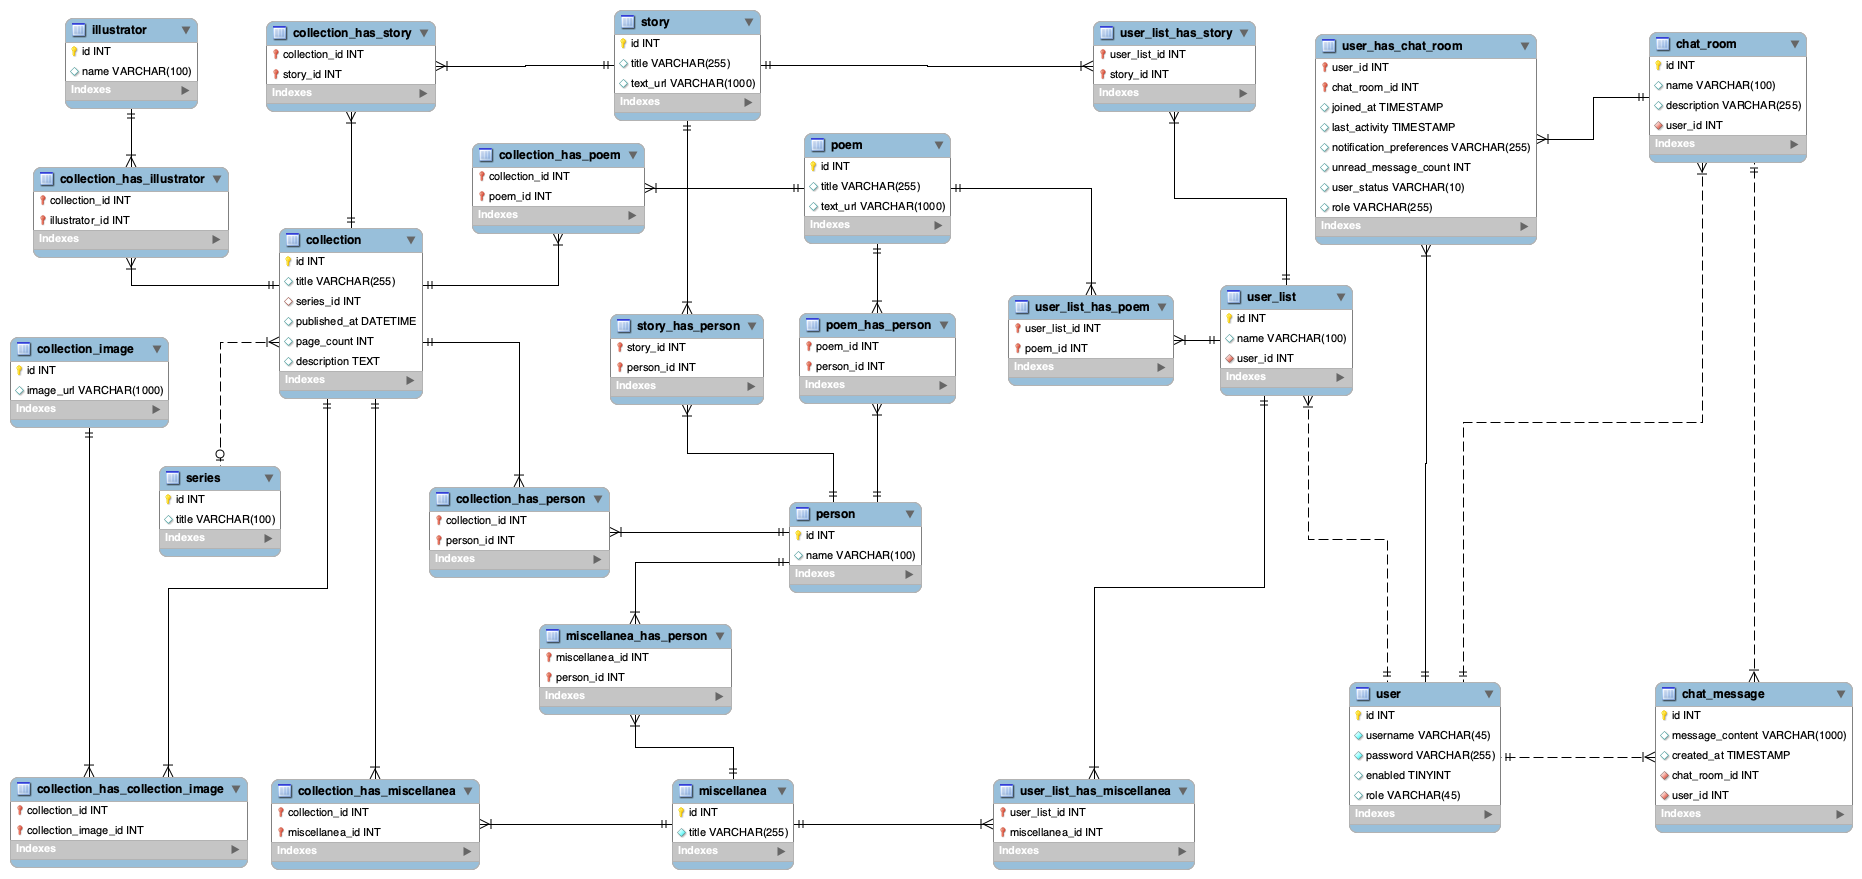 illustrator
id INT
name VARCHAR(100)
Indexes
collection_has_story
collection_id INT
story_id INT
Indexes
story
id INT
title VARCHAR(255)
text_url VARCHAR(1000)
Indexes
user_list_has_story
user_list_id INT
story_id INT
Indexes
user_has_chat_room
user_id INT
chat_room_id INT
joined_at TIMESTAMP
last_activity TIMESTAMP
notification_preferences VARCHAR(255)
unread_message_count INT
user_status VARCHAR(10)
role VARCHAR(255)
Indexes
chat_room
id INT
name VARCHAR(100)
description VARCHAR(255)
user_id INT
Indexes
collection_has_illustrator
collection_id INT
illustrator_id INT
Indexes
collection_has_poem
collection_id INT
poem_id INT
Indexes
poem
id INT
title VARCHAR(255)
text_url VARCHAR(1000)
Indexes
collection
id INT
title VARCHAR(255)
series_id INT
published_at DATETIME
page_count INT
description TEXT
Indexes
story_has_person
story_id INT
person_id INT
Indexes
poem_has_person
poem_id INT
person_id INT
Indexes
user_list_has_poem
user_list_id INT
poem_id INT
Indexes
user_list
id INT
name VARCHAR(100)
user_id INT
Indexes
collection_image
id INT
image_url VARCHAR(1000)
Indexes
series
id INT
title VARCHAR(100)
Indexes
collection_has_person
collection_id INT
person_id INT
Indexes
person
id INT
name VARCHAR(100)
Indexes
miscellanea_has_person
miscellanea_id INT
person_id INT
Indexes
user
id INT
username VARCHAR(45)
password VARCHAR(255)
enabled TINYINT
role VARCHAR(45)
Indexes
chat_message
id INT
message_content VARCHAR(1000)
created_at TIMESTAMP
chat_room_id INT
user_id INT
Indexes
collection_has_collection_image
collection_id INT
collection_image_id INT
Indexes
collection_has_miscellanea
collection_id INT
miscellanea_id INT
Indexes
miscellanea
id INT
title VARCHAR(255)
Indexes
user_list_has_miscellanea
user_list_id INT
miscellanea_id INT
Indexes